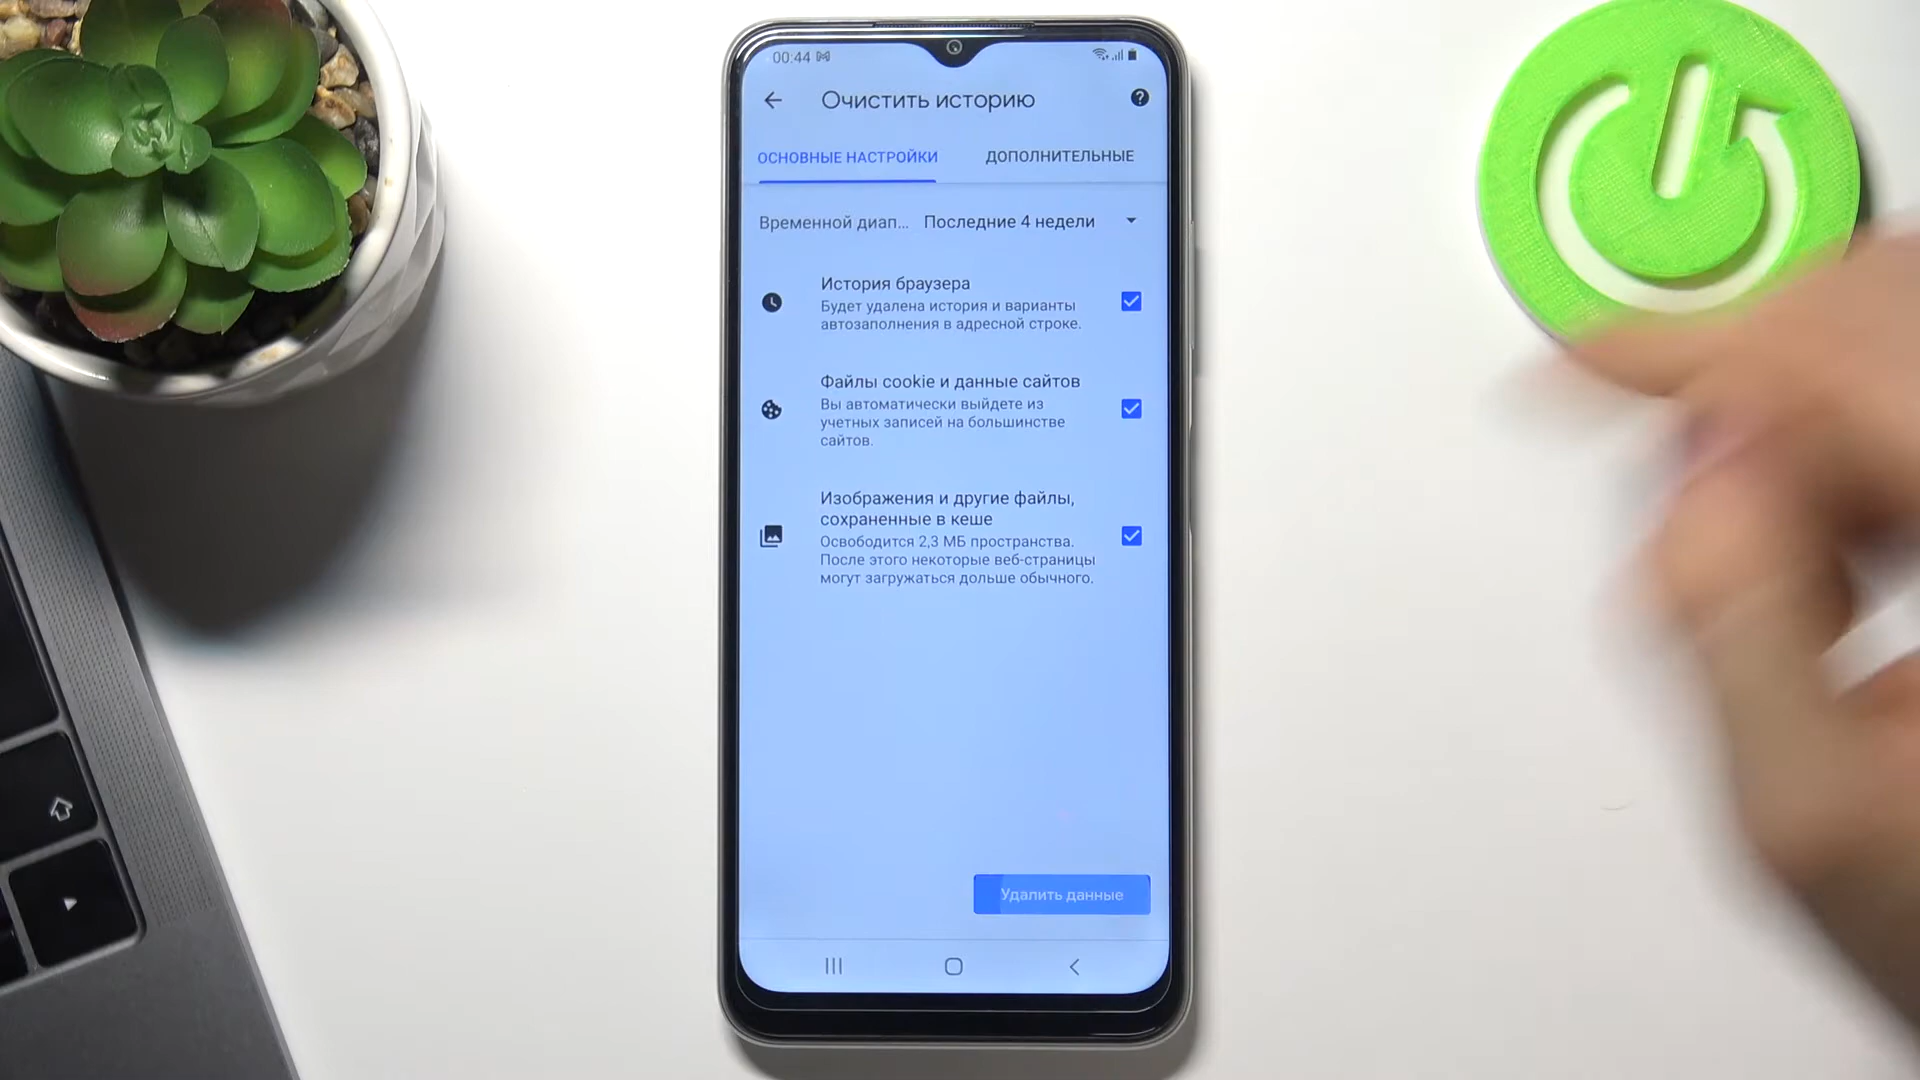 00:44
Очистить историю
ОСНОВНЫЕ НАСТРОЙКИ
ДОПОЛНИТЕЛЬНЫЕ
Временной диап... Последние 4 недели
История браузера
Будет удалена история и варианты
автозаполнения в адресной строке.
Файлы cookie и данные сайтов
Вы автоматически выйдете из
учетных записей на большинстве
сайтов.
Изображения и другие файлы,
сохраненные в кеше
Освободится 2,3 МБ пространства.
После этого некоторые веб-страницы
могут загружаться дольше обычного.
Удалить данные